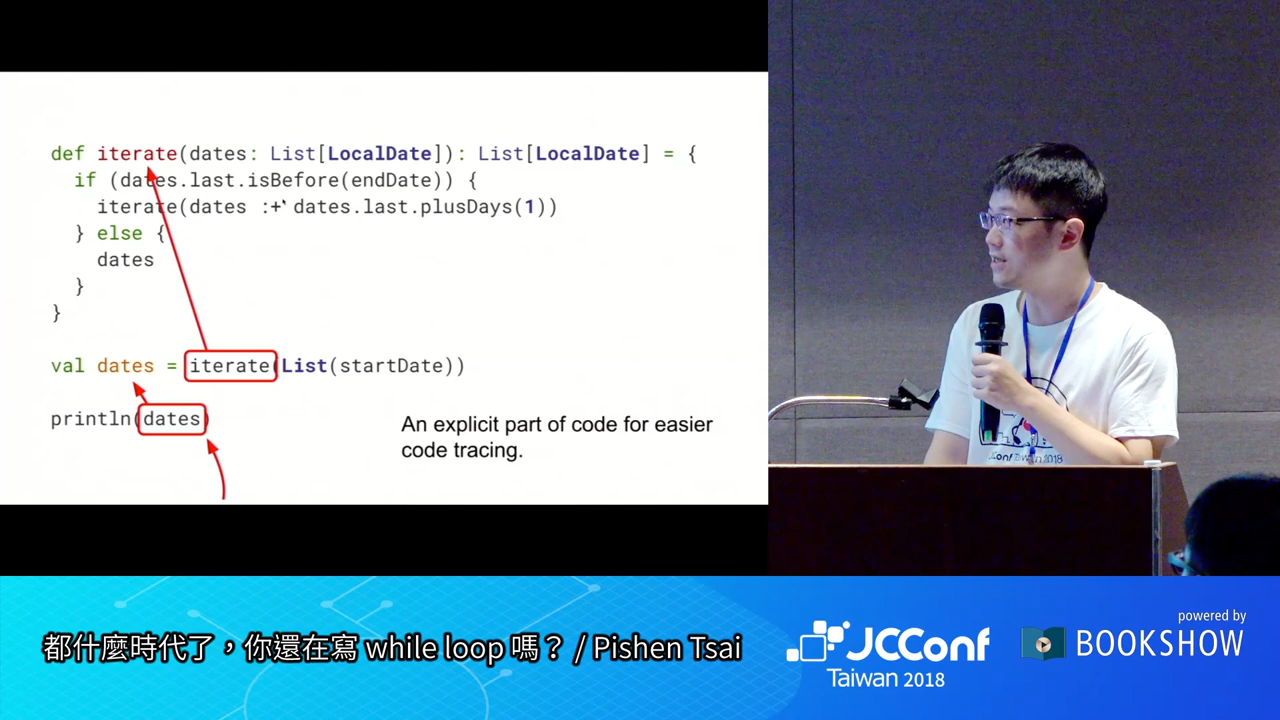 def iterate(dates: List[LocalDate]): List[LocalDate] = {
if (dates.last.isBefore(endDate)) {
iterate(dates :+ dates.last.plusDays(1))
} else {
dates
}
}
val dates = iterate(List(startDate))
println(dates)
An explicit part of code for easier
code tracing.
JConf Taiwan 2018
都什麼時代了，你還在寫 while loop 嗎？ / Pishen Tsai
JCConf
Taiwan 2018
powered by
BOOKSHOW